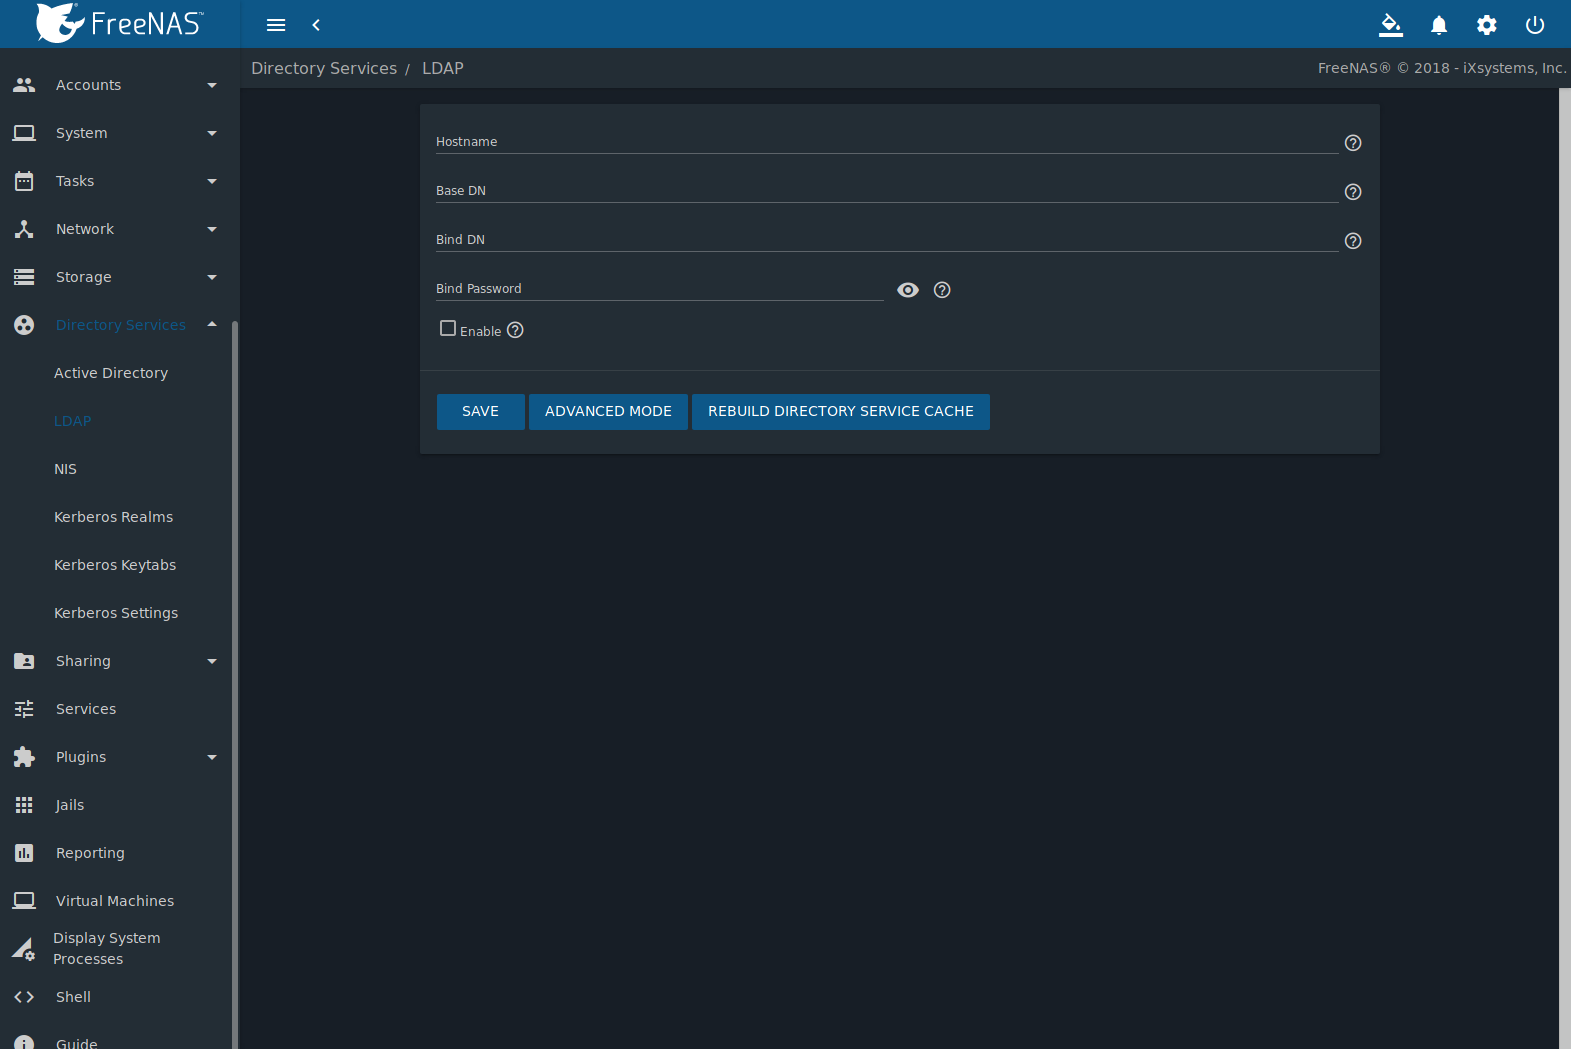 FreeNAS™
Directory Services / LDAP
FreeNAS® © 2018 - iXsystems, Inc.
Accounts
System
Tasks
Network
Storage
Directory Services
Active Directory
LDAP
NIS
Kerberos Realms
Kerberos Keytabs
Kerberos Settings
Sharing
Services
Plugins
Jails
Reporting
Virtual Machines
Display System
Processes
Shell
Guide
Hostname
Base DN
Bind DN
Bind Password
Enable
SAVE
ADVANCED MODE
REBUILD DIRECTORY SERVICE CACHE